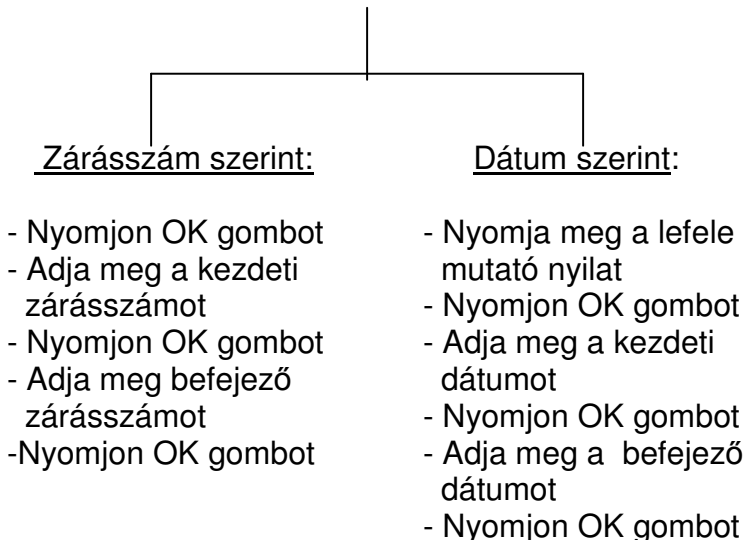 Zárásszám szerint:
- Nyomjon OK gombot
- Adja meg a kezdeti
zárásszámot
- Nyomjon OK gombot
- Adja meg befejező
zárásszámot
-Nyomjon OK gombot
Dátum szerint:
- Nyomja meg a lefele
mutató nyilat
- Nyomjon OK gombot
- Adja meg a kezdeti
dátumot
- Nyomjon OK gombot
- Adja meg a  befejező
dátumot
- Nyomjon OK gombot